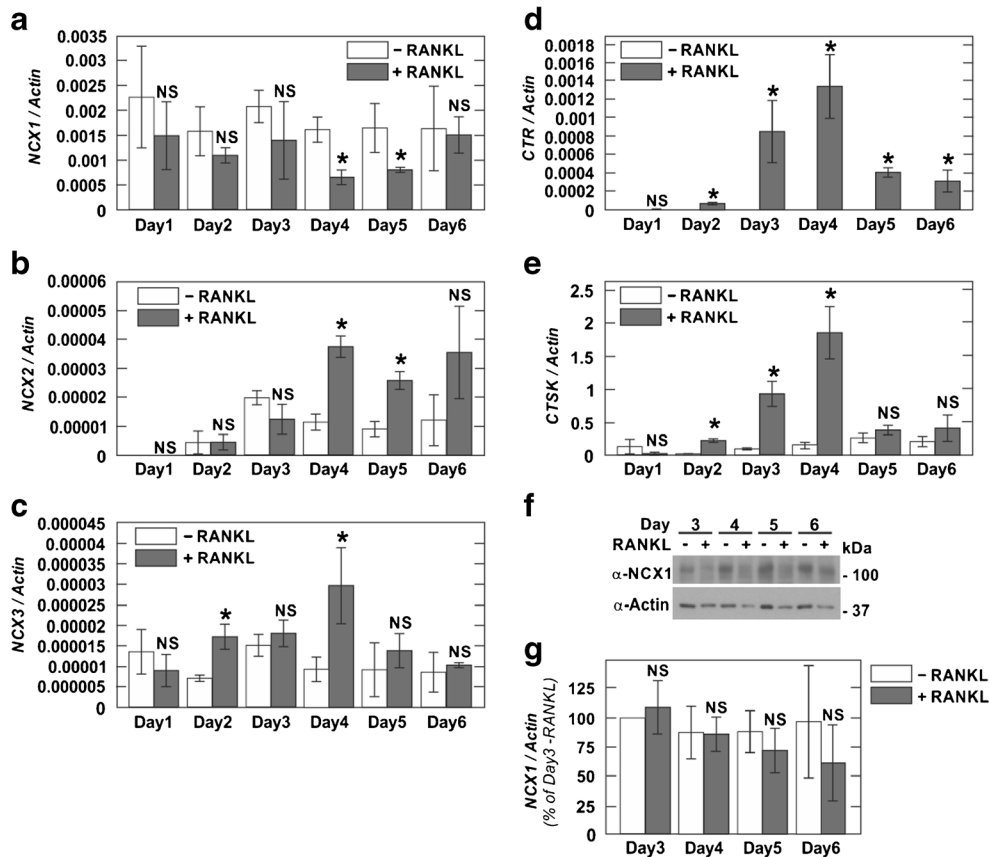 a
0.0035
0.003
0.0025
0.002
0.0015
0.001
0.0005
0
NCX1 / Actin
– RANKL
+ RANKL
NS NS NS * * NS
Day1 Day2 Day3 Day4 Day5 Day6
b
0.00006
0.00005
0.00004
0.00003
0.00002
0.00001
0
NCX2 / Actin
– RANKL
+ RANKL
NS NS NS * * NS
Day1 Day2 Day3 Day4 Day5 Day6
c
0.000045
0.00004
0.000035
0.00003
0.000025
0.00002
0.000015
0.00001
0.000005
0
NCX3 / Actin
– RANKL
+ RANKL
NS * NS * NS NS
Day1 Day2 Day3 Day4 Day5 Day6
d
0.0018
0.0016
0.0014
0.0012
0.001
0.0008
0.0006
0.0004
0.0002
0
CTR / Actin
– RANKL
+ RANKL
NS * * * * *
Day1 Day2 Day3 Day4 Day5 Day6
e
2.5
2
1.5
1
0.5
0
CTSK / Actin
– RANKL
+ RANKL
NS * * * NS NS
Day1 Day2 Day3 Day4 Day5 Day6
f
Day 3 4 5 6
RANKL - + - + - + - + kDa
α-NCX1 - 100
α-Actin - 37
g
125
100
75
50
25
0
NCX1 / Actin
(% of Day3 -RANKL)
– RANKL
+ RANKL
NS NS NS NS
Day3 Day4 Day5 Day6